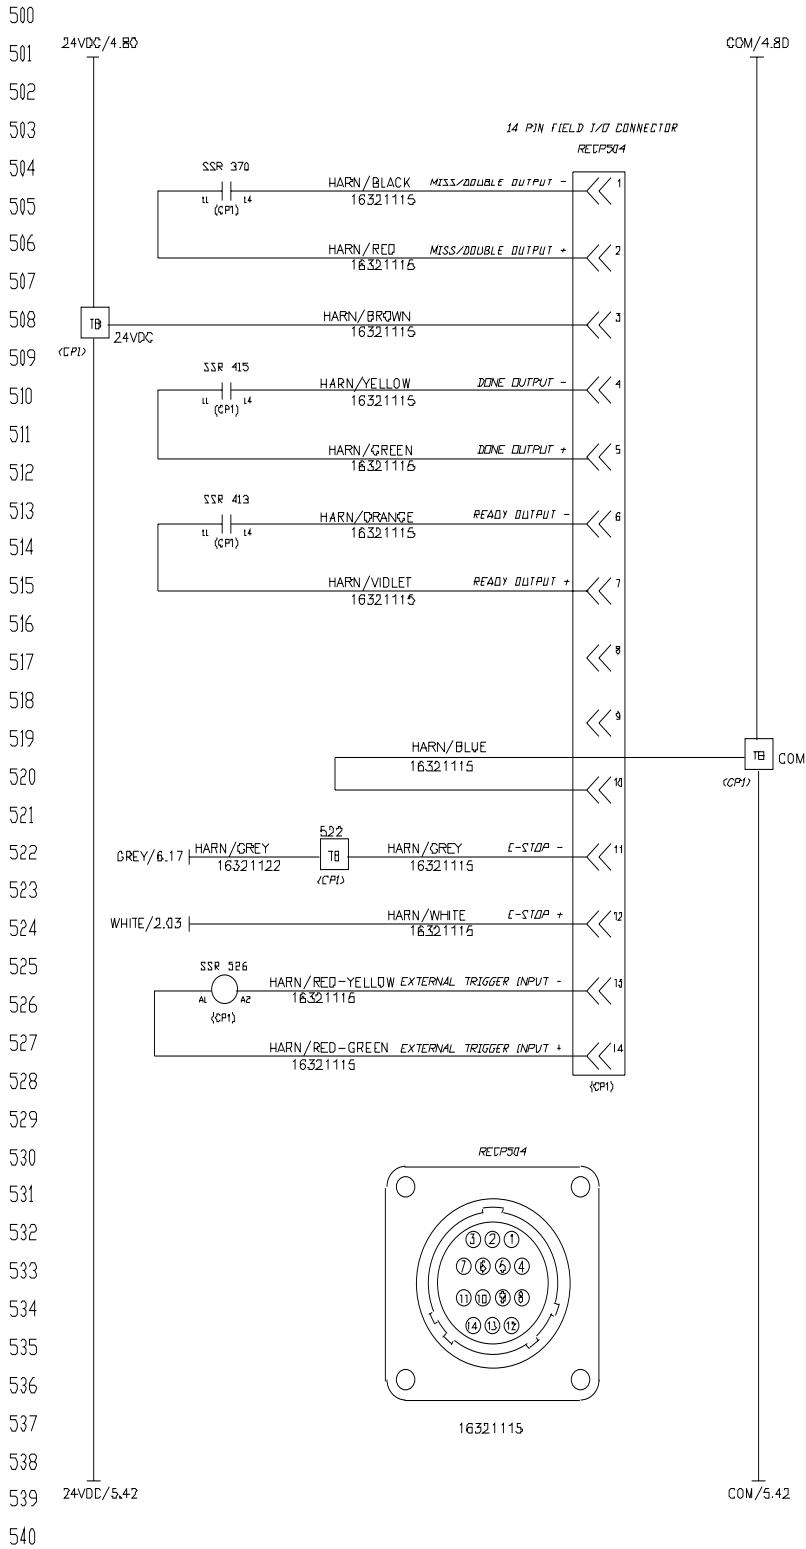 500
24VDC/4.80
COM/4.80
501
502
503
14 PIN FIELD I/O CONNECTOR
RECP504
504
SSR 370
HARN/BLACK
MISS/DOUBLE OUTPUT -
1
L1
L4
(CP1)
16321115
505
506
HARN/RED
MISS/DOUBLE OUTPUT +
2
16321115
507
508
TB
24VDC
(CP1)
HARN/BROWN
16321115
3
509
SSR 415
510
HARN/YELLOW
DONE OUTPUT -
4
L1
L4
(CP1)
16321115
511
HARN/GREEN
DONE OUTPUT +
5
16321115
512
SSR 413
513
HARN/ORANGE
READY OUTPUT -
6
L1
L4
(CP1)
16321115
514
515
HARN/VIOLET
READY OUTPUT +
7
16321115
516
517
8
518
9
519
HARN/BLUE
16321115
TB
COM
(CP1)
520
10
521
522
522
GREY/6.17
HARN/GREY
16321122
TB
(CP1)
HARN/GREY
E-STOP -
11
16321115
523
524
WHITE/2.03
HARN/WHITE
E-STOP +
12
16321115
525
SSR 526
HARN/RED-YELLOW
EXTERNAL TRIGGER INPUT -
13
A1
A2
(CP1)
16321115
526
527
HARN/RED-GREEN
EXTERNAL TRIGGER INPUT +
14
16321115
528
(CP1)
529
530
RECP504
531
532
3 2 1
533
7 6 5 4
534
11 10 9 8
14 13 12
535
536
537
16321115
538
539
24VDC/5.42
COM/5.42
540